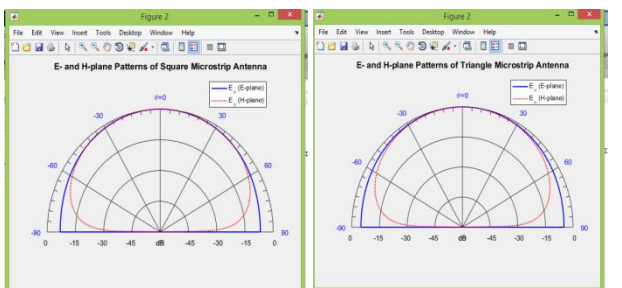 Figure 2
File Edit View Insert Tools Desktop Window Help
E- and H-plane Patterns of Square Microstrip Antenna
E (E-plane)
E (H-plane)
θ=0
-30 30
-60 60
-90 90
0 -15 -30 -45 dB -45 -30 -15 0
Figure 2
File Edit View Insert Tools Desktop Window Help
E- and H-plane Patterns of Triangle Microstrip Antenna
E (E-plane)
E (H-plane)
θ=0
-30 30
-60 60
-90 90
0 -15 -30 -45 dB -45 -30 -15 0